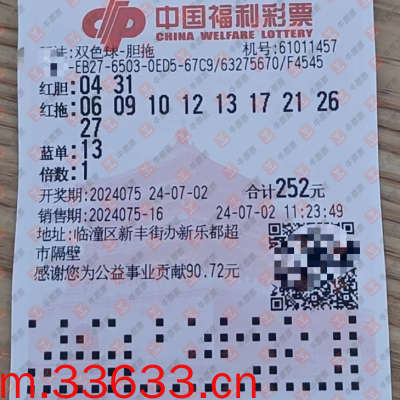 中国福利彩票
CHINA WELFARE LOTTERY
双色球-胆拖 机号:61011457
-EB27-6503-0ED5-67C9/63275670/F4545
红胆:04 31
红拖:06 09 10 12 13 17 21 26
27
蓝单:13
倍数:1
开奖期:2024075 24-07-02 合计252元
销售期:2024075-16 24-07-02 11:23:49
地址:临潼区新丰街办新乐都超
市隔壁
感谢您为公益事业贡献90.72元
m.33633.cn